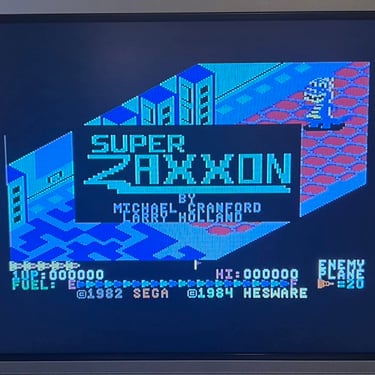 SUPER
ZAXXON
BY
MICHAEL CRANFORD
LARRY HOLLAND
ENEMY
1UP:000000 HI:000000 PLANE
FUEL: E F =20
©1982 SEGA ©1984 HESWARE